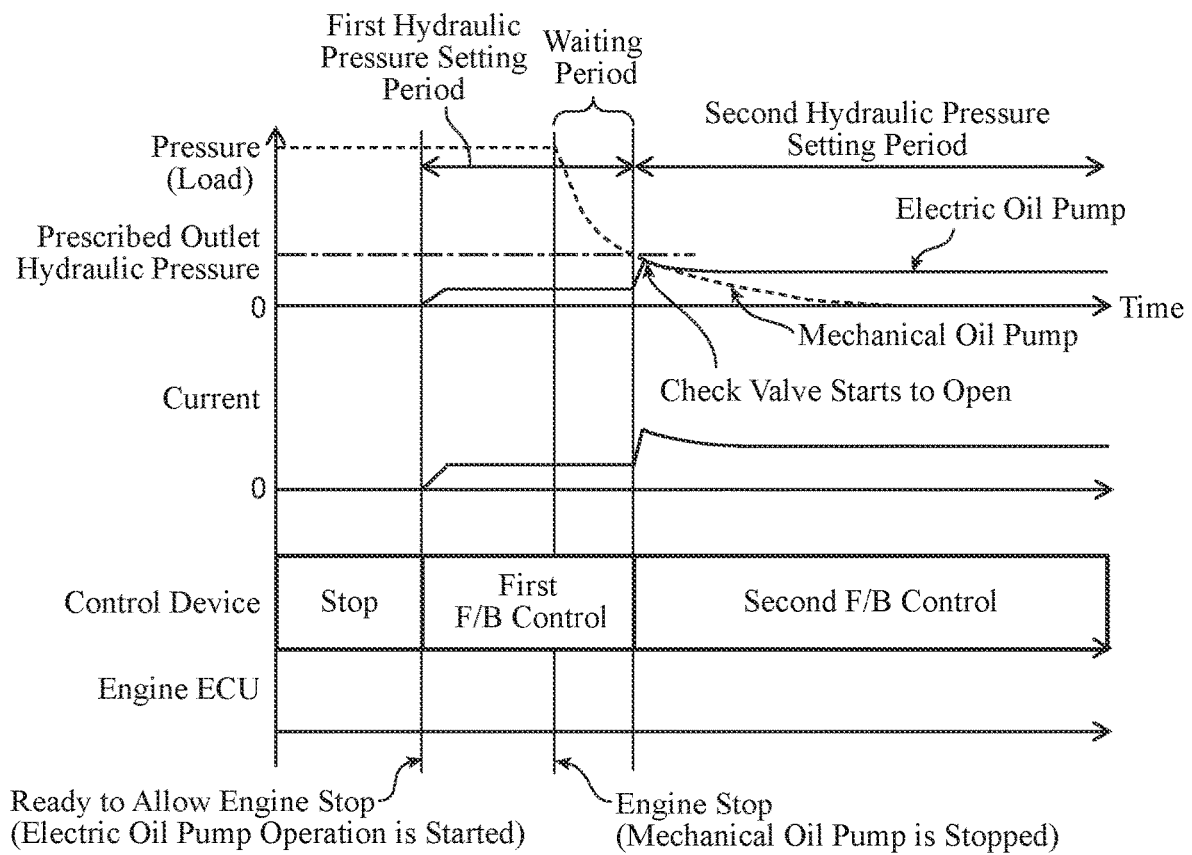 First Hydraulic
Pressure Setting
Period
Waiting
Period
Second Hydraulic Pressure
Setting Period
Pressure
(Load)
Electric Oil Pump
Prescribed Outlet
Hydraulic Pressure
0
Time
Mechanical Oil Pump
Check Valve Starts to Open
Current
0
Control Device
Stop
First
F/B Control
Second F/B Control
Engine ECU
Ready to Allow Engine Stop
(Electric Oil Pump Operation is Started)
Engine Stop
(Mechanical Oil Pump is Stopped)